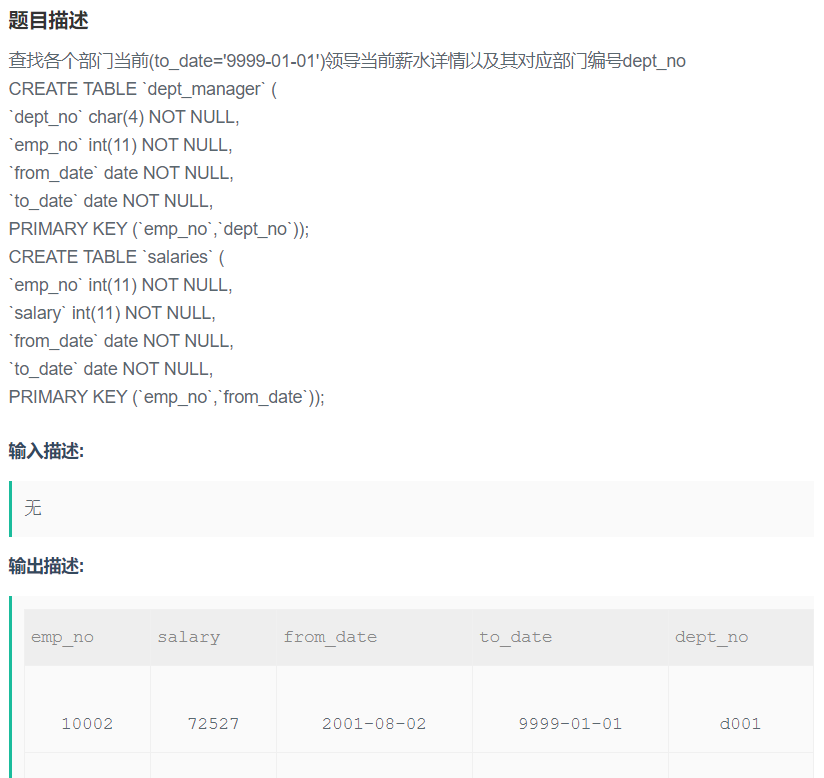 题目描述
查找各个部门当前(to_date='9999-01-01')领导当前薪水详情以及其对应部门编号dept_no
CREATE TABLE `dept_manager` (
`dept_no` char(4) NOT NULL,
`emp_no` int(11) NOT NULL,
`from_date` date NOT NULL,
`to_date` date NOT NULL,
PRIMARY KEY (`emp_no`,`dept_no`));
CREATE TABLE `salaries` (
`emp_no` int(11) NOT NULL,
`salary` int(11) NOT NULL,
`from_date` date NOT NULL,
`to_date` date NOT NULL,
PRIMARY KEY (`emp_no`,`from_date`));
输入描述:
无
输出描述:
emp_no salary from_date to_date dept_no
10002 72527 2001-08-02 9999-01-01 d001